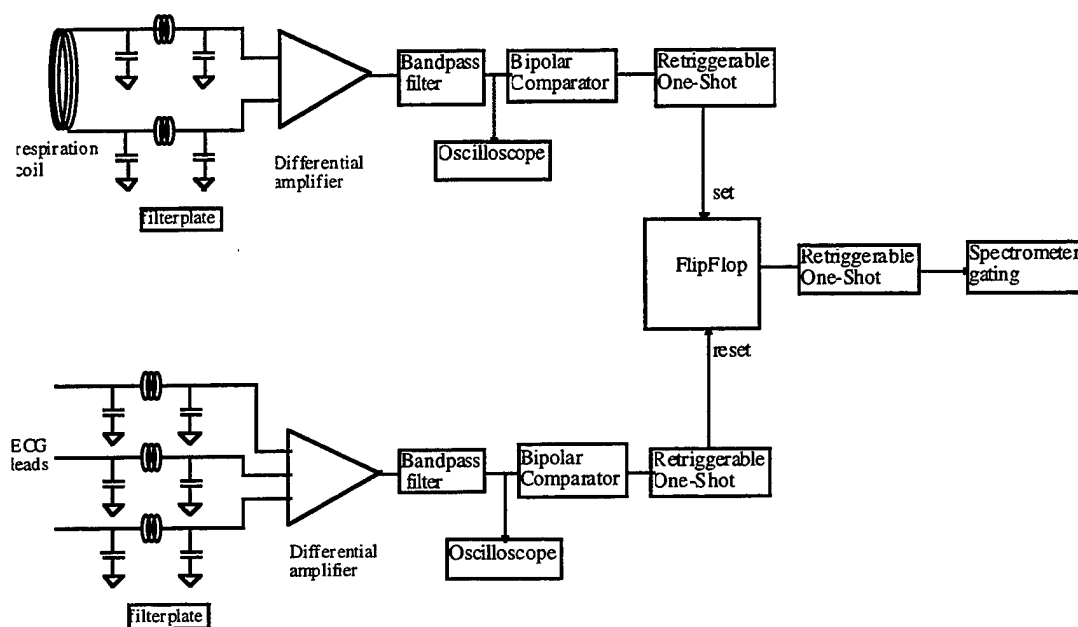 Bandpass
filter
Bipolar
Comparator
Retriggerable
One-Shot
respiration
coil
Oscilloscope
Differential
amplifier
filterplate
set
FlipFlop
Retriggerable
One-Shot
Spectrometer
gating
reset
ECG
leads
Bandpass
filter
Bipolar
Comparator
Retriggerable
One-Shot
Oscilloscope
Differential
amplifier
filterplate